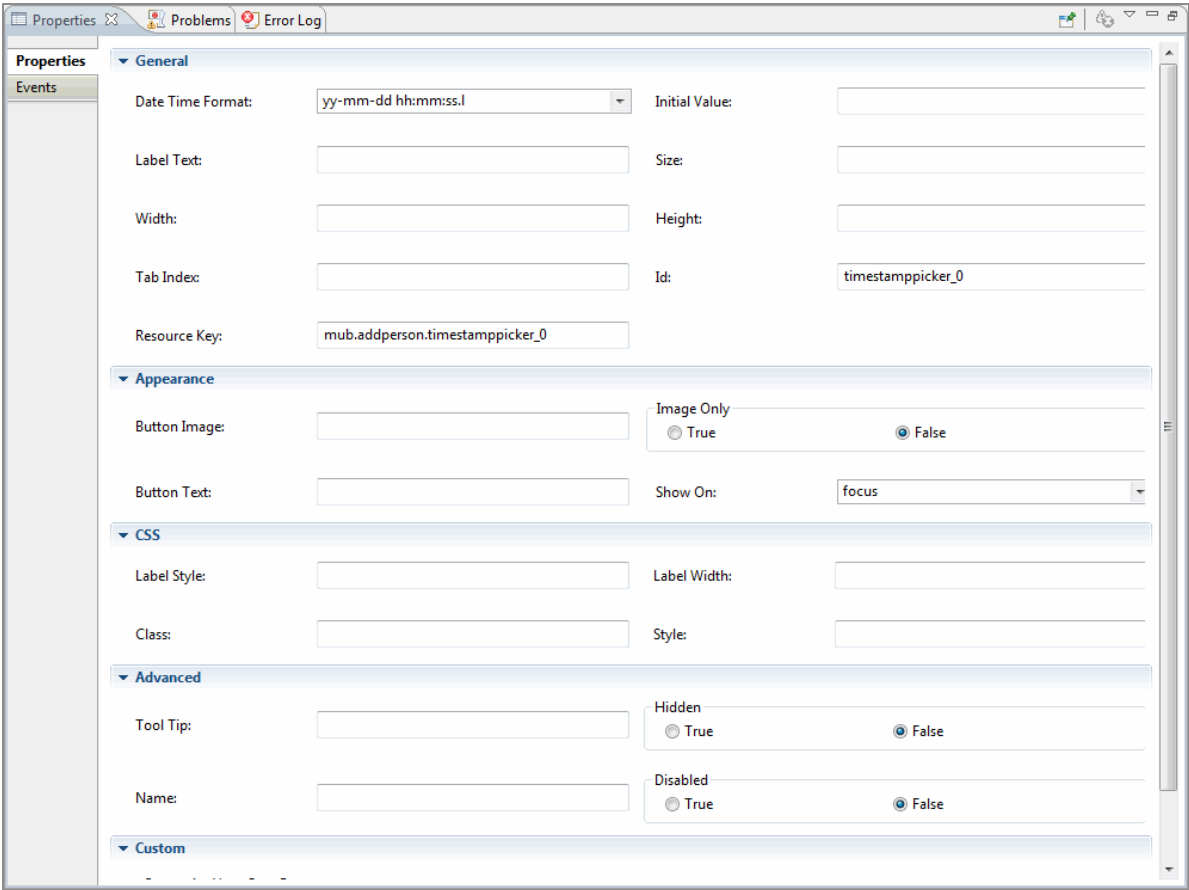 Properties Problems Error Log
Properties
Events
General
Date Time Format: yy-mm-dd hh:mm:ss.l Initial Value:
Label Text: Size:
Width: Height:
Tab Index: Id: timestamppicker_0
Resource Key: mub.addperson.timestamppicker_0
Appearance
Button Image: Image Only True False
Button Text: Show On: focus
CSS
Label Style: Label Width:
Class: Style:
Advanced
Tool Tip: Hidden True False
Name: Disabled True False
Custom